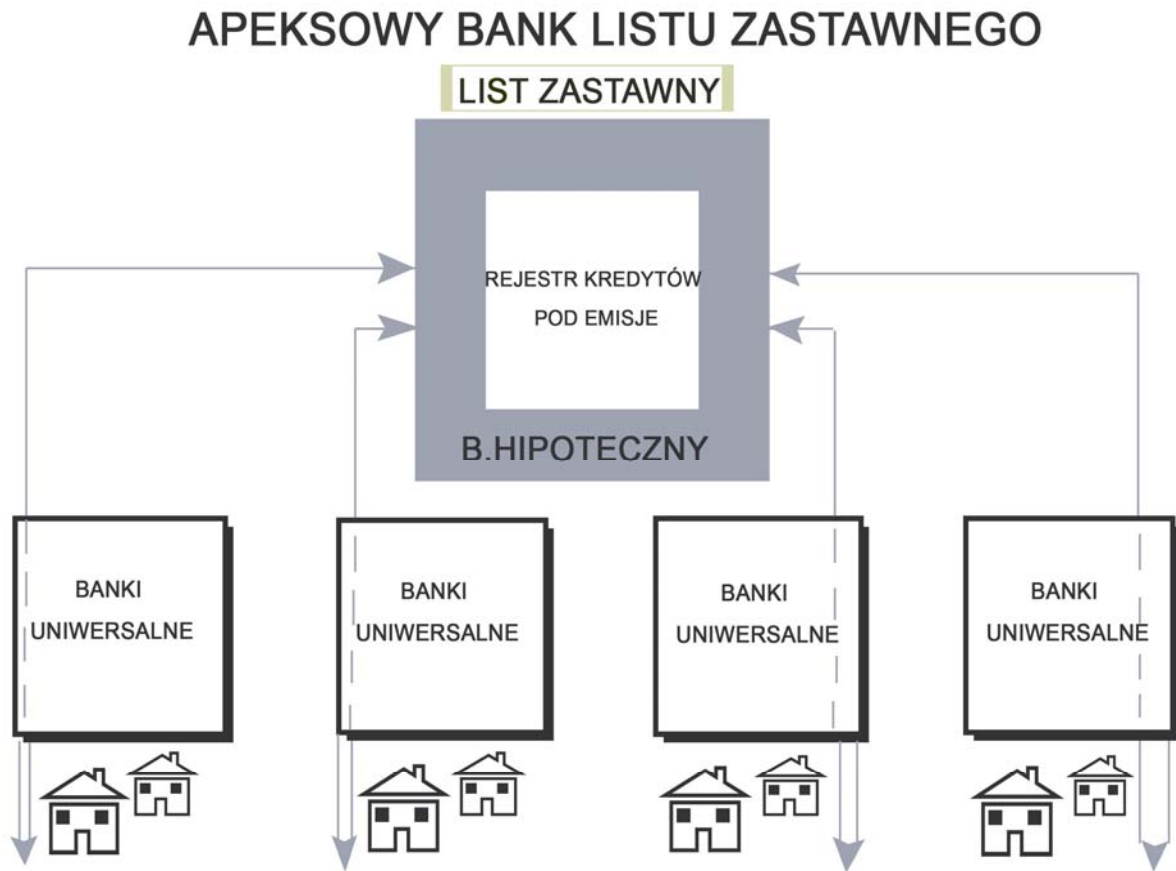 APEKSOWY BANK LISTU ZASTAWNEGO
LIST ZASTAWNY
REJESTR KREDYTÓW
POD EMISJE
B.HIPOTECZNY
BANKI
UNIWERSALNE
BANKI
UNIWERSALNE
BANKI
UNIWERSALNE
BANKI
UNIWERSALNE